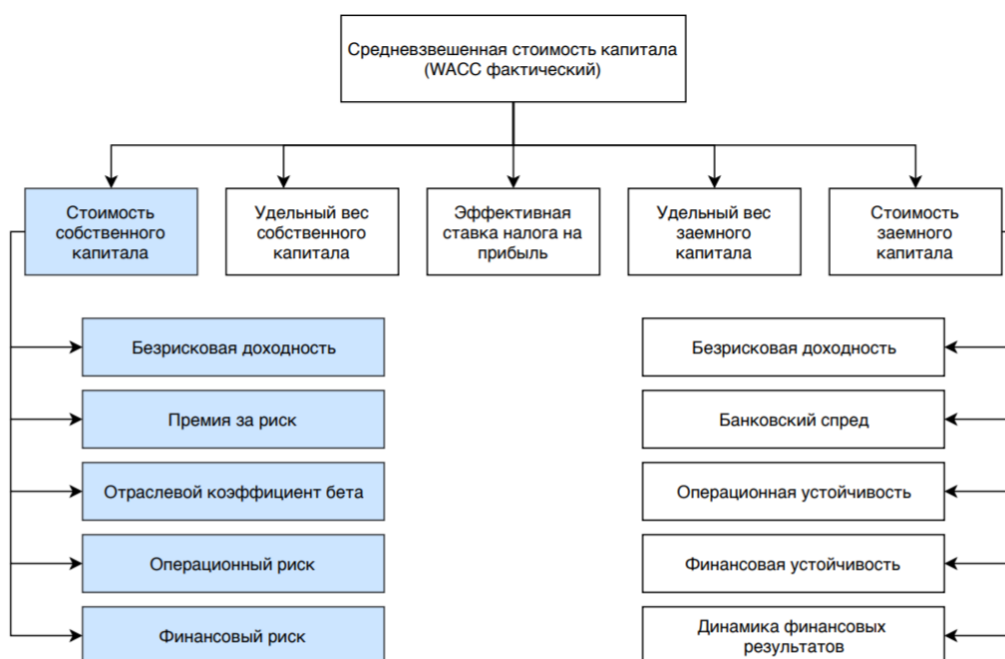 Средневзвешенная стоимость капитала
(WACC фактический)
Стоимость
собственного
капитала
Удельный вес
собственного
капитала
Эффективная
ставка налога на
прибыль
Удельный вес
заемного
капитала
Стоимость
заемного
капитала
Безрисковая доходность
Премия за риск
Отраслевой коэффициент бета
Операционный риск
Финансовый риск
Безрисковая доходность
Банковский спред
Операционная устойчивость
Финансовая устойчивость
Динамика финансовых
результатов